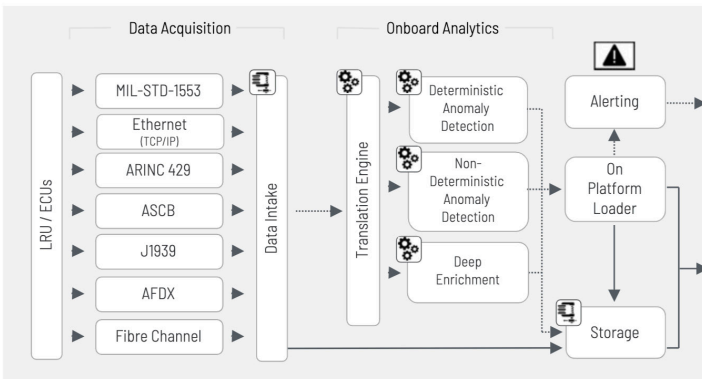 Data Acquisition
Onboard Analytics
LRU / ECUs
MIL-STD-1553
Ethernet
(TCP/IP)
ARINC 429
ASCB
J1939
AFDX
Fibre Channel
Data Intake
Translation Engine
Deterministic
Anomaly
Detection
Non-
Deterministic
Anomaly
Detection
Deep
Enrichment
Alerting
On
Platform
Loader
Storage